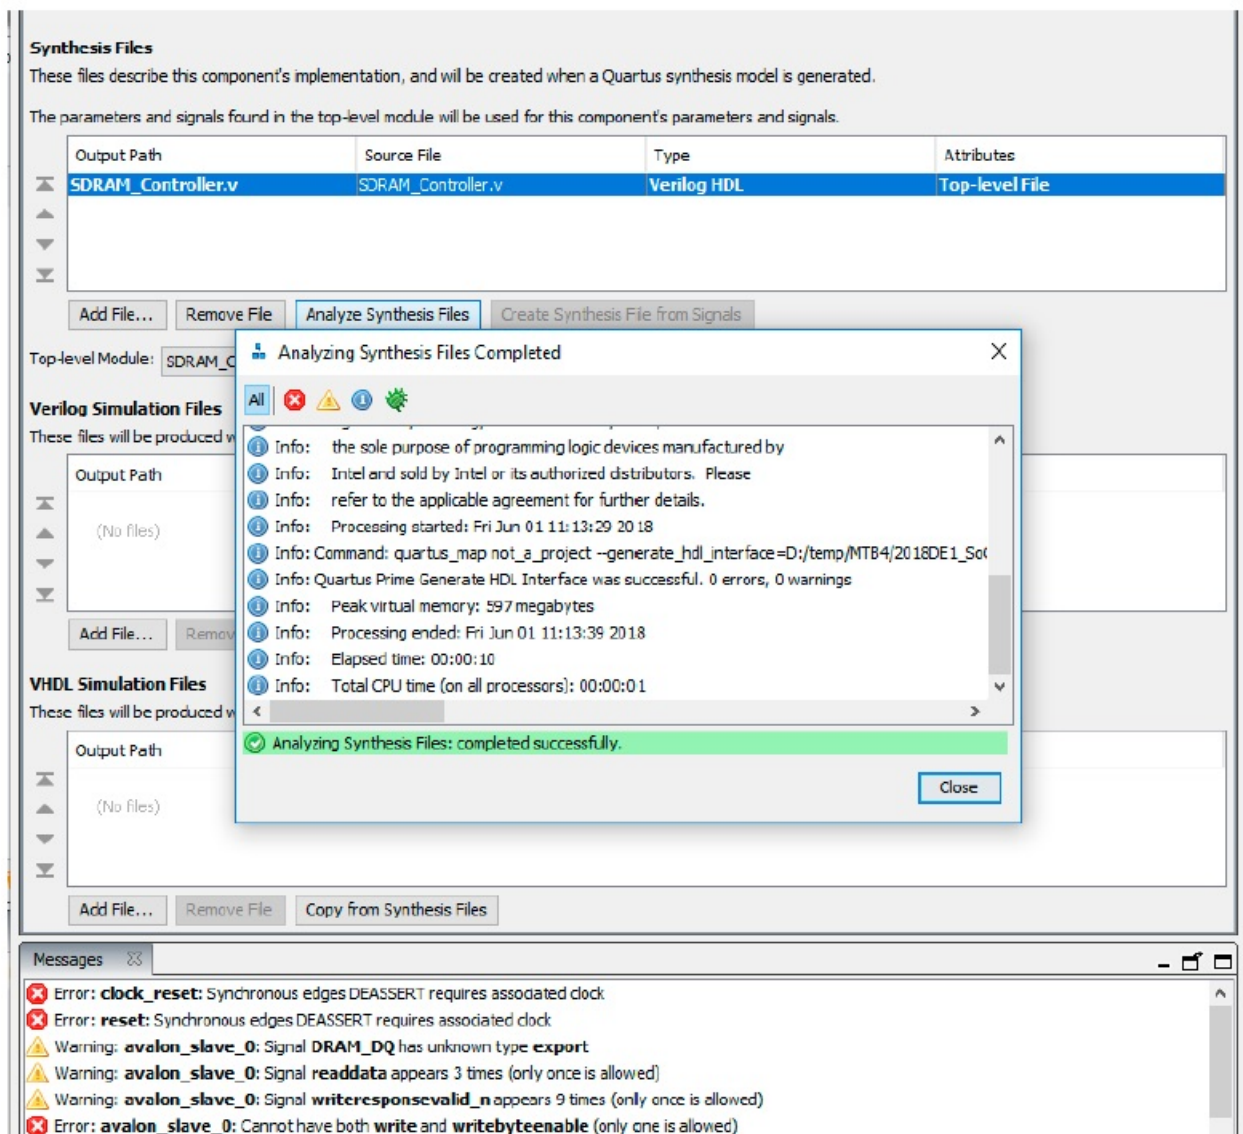 Synthesis Files
These files describe this component's implementation, and will be created when a Quartus synthesis model is generated.
The parameters and signals found in the top-level module will be used for this component's parameters and signals.
Output Path Source File Type Attributes
SDRAM_Controller.v SDRAM_Controller.v Verilog HDL Top-level File
Add File... Remove File Analyze Synthesis Files Create Synthesis File from Signals
Top-level Module: SDRAM_C
Analyzing Synthesis Files Completed
All
Verilog Simulation Files
These files will be produced w
Output Path
(No files)
Add File... Remov
Info: the sole purpose of programming logic devices manufactured by
Info: Intel and sold by Intel or its authorized distributors. Please
Info: refer to the applicable agreement for further details.
Info: Processing started: Fri Jun 01 11:13:29 2018
Info: Command: quartus_map not_a_project --generate_hdl_interface=D:/temp/MTB4/2018DE1_SoC
Info: Quartus Prime Generate HDL Interface was successful. 0 errors, 0 warnings
Info: Peak virtual memory: 597 megabytes
Info: Processing ended: Fri Jun 01 11:13:39 2018
Info: Elapsed time: 00:00:10
Info: Total CPU time (on all processors): 00:00:01
Analyzing Synthesis Files: completed successfully.
Close
VHDL Simulation Files
These files will be produced w
Output Path
(No files)
Add File... Remove File Copy from Synthesis Files
Messages
Error: clock_reset: Synchronous edges DEASSERT requires associated clock
Error: reset: Synchronous edges DEASSERT requires associated clock
Warning: avalon_slave_0: Signal DRAM_DQ has unknown type export
Warning: avalon_slave_0: Signal readdata appears 3 times (only once is allowed)
Warning: avalon_slave_0: Signal writeresponsevalid_n appears 9 times (only once is allowed)
Error: avalon_slave_0: Cannot have both write and writebyteenable (only one is allowed)